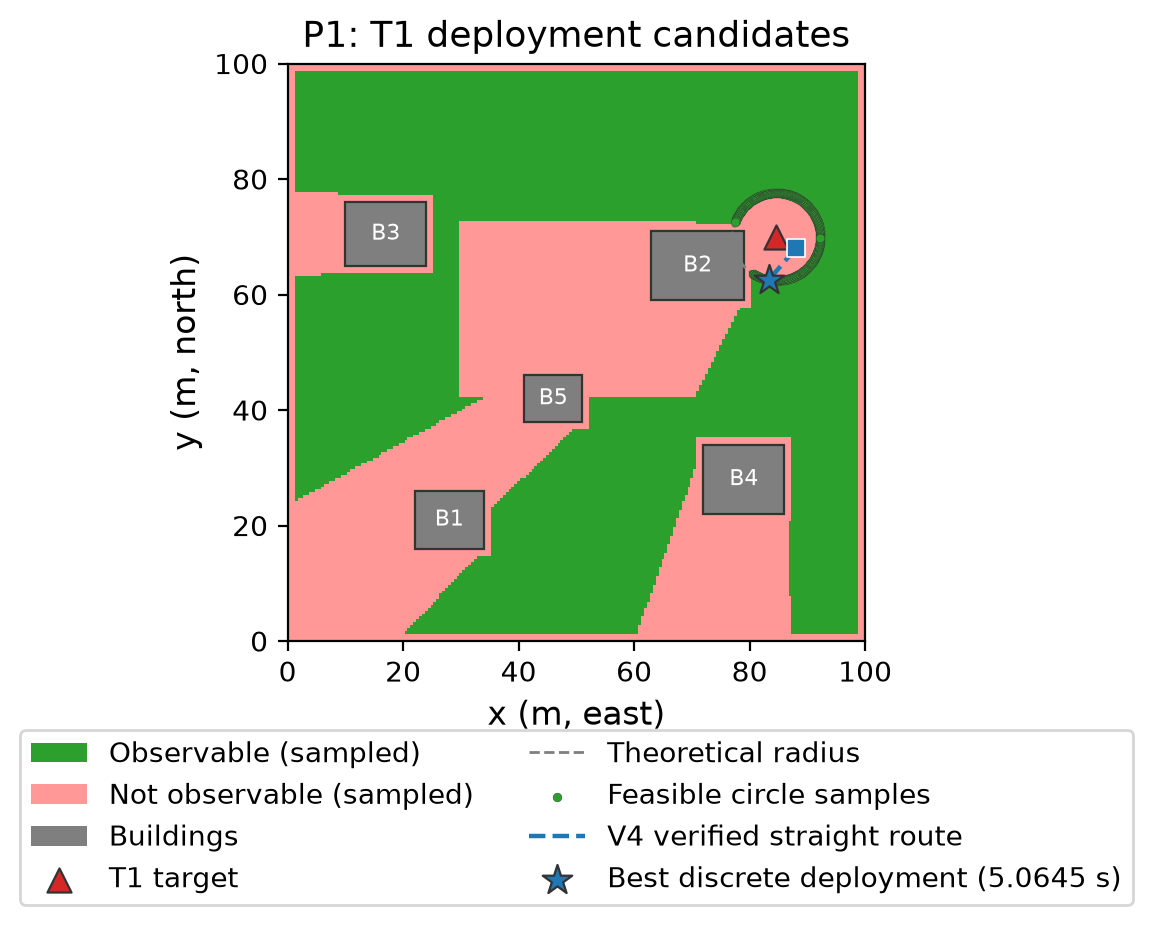 P1: T1 deployment candidates
100
80
60
40
20
0
y (m, north)
B3
B2
B5
B4
B1
0 20 40 60 80 100
x (m, east)
Observable (sampled)
Not observable (sampled)
Buildings
T1 target
Theoretical radius
Feasible circle samples
V4 verified straight route
Best discrete deployment (5.0645 s)